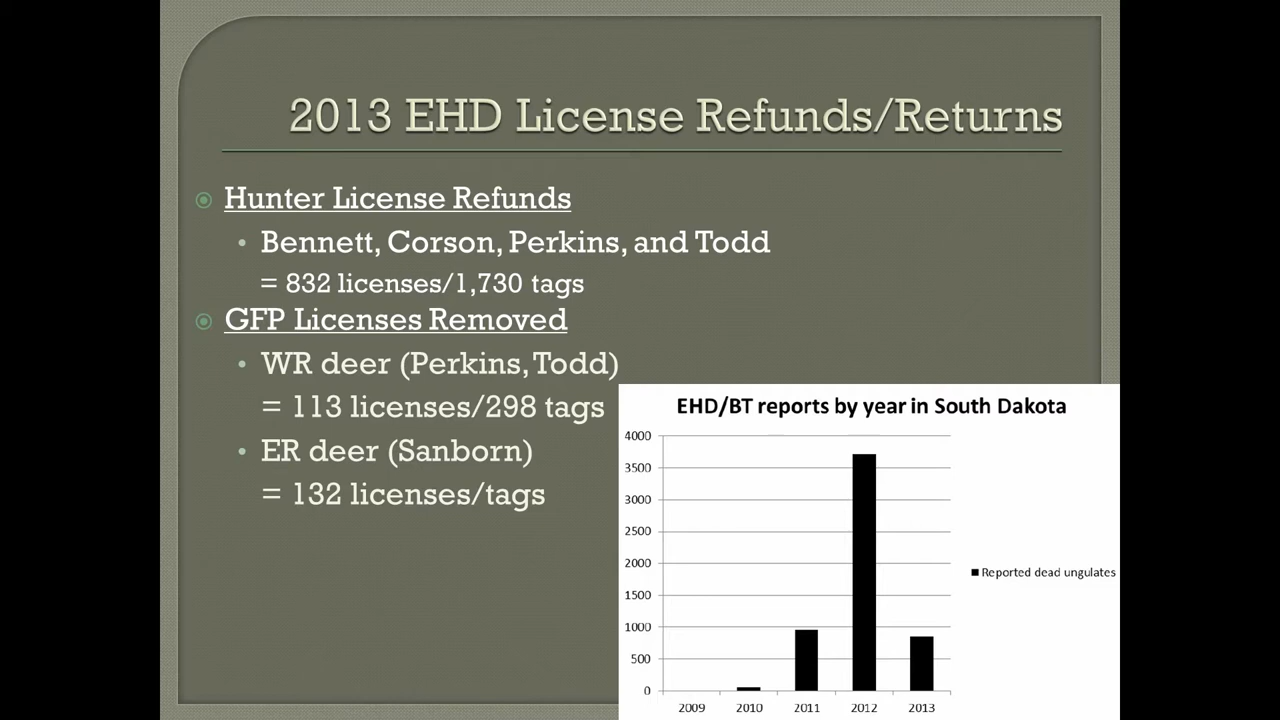 2013 EHD License Refunds/Returns
Hunter License Refunds
Bennett, Corson, Perkins, and Todd
= 832 licenses/1,730 tags
GFP Licenses Removed
WR deer (Perkins, Todd)
= 113 licenses/298 tags
ER deer (Sanborn)
= 132 licenses/tags
EHD/BT reports by year in South Dakota
4000
3500
3000
2500
2000
1500
1000
500
0
2009 2010 2011 2012 2013
Reported dead ungulates